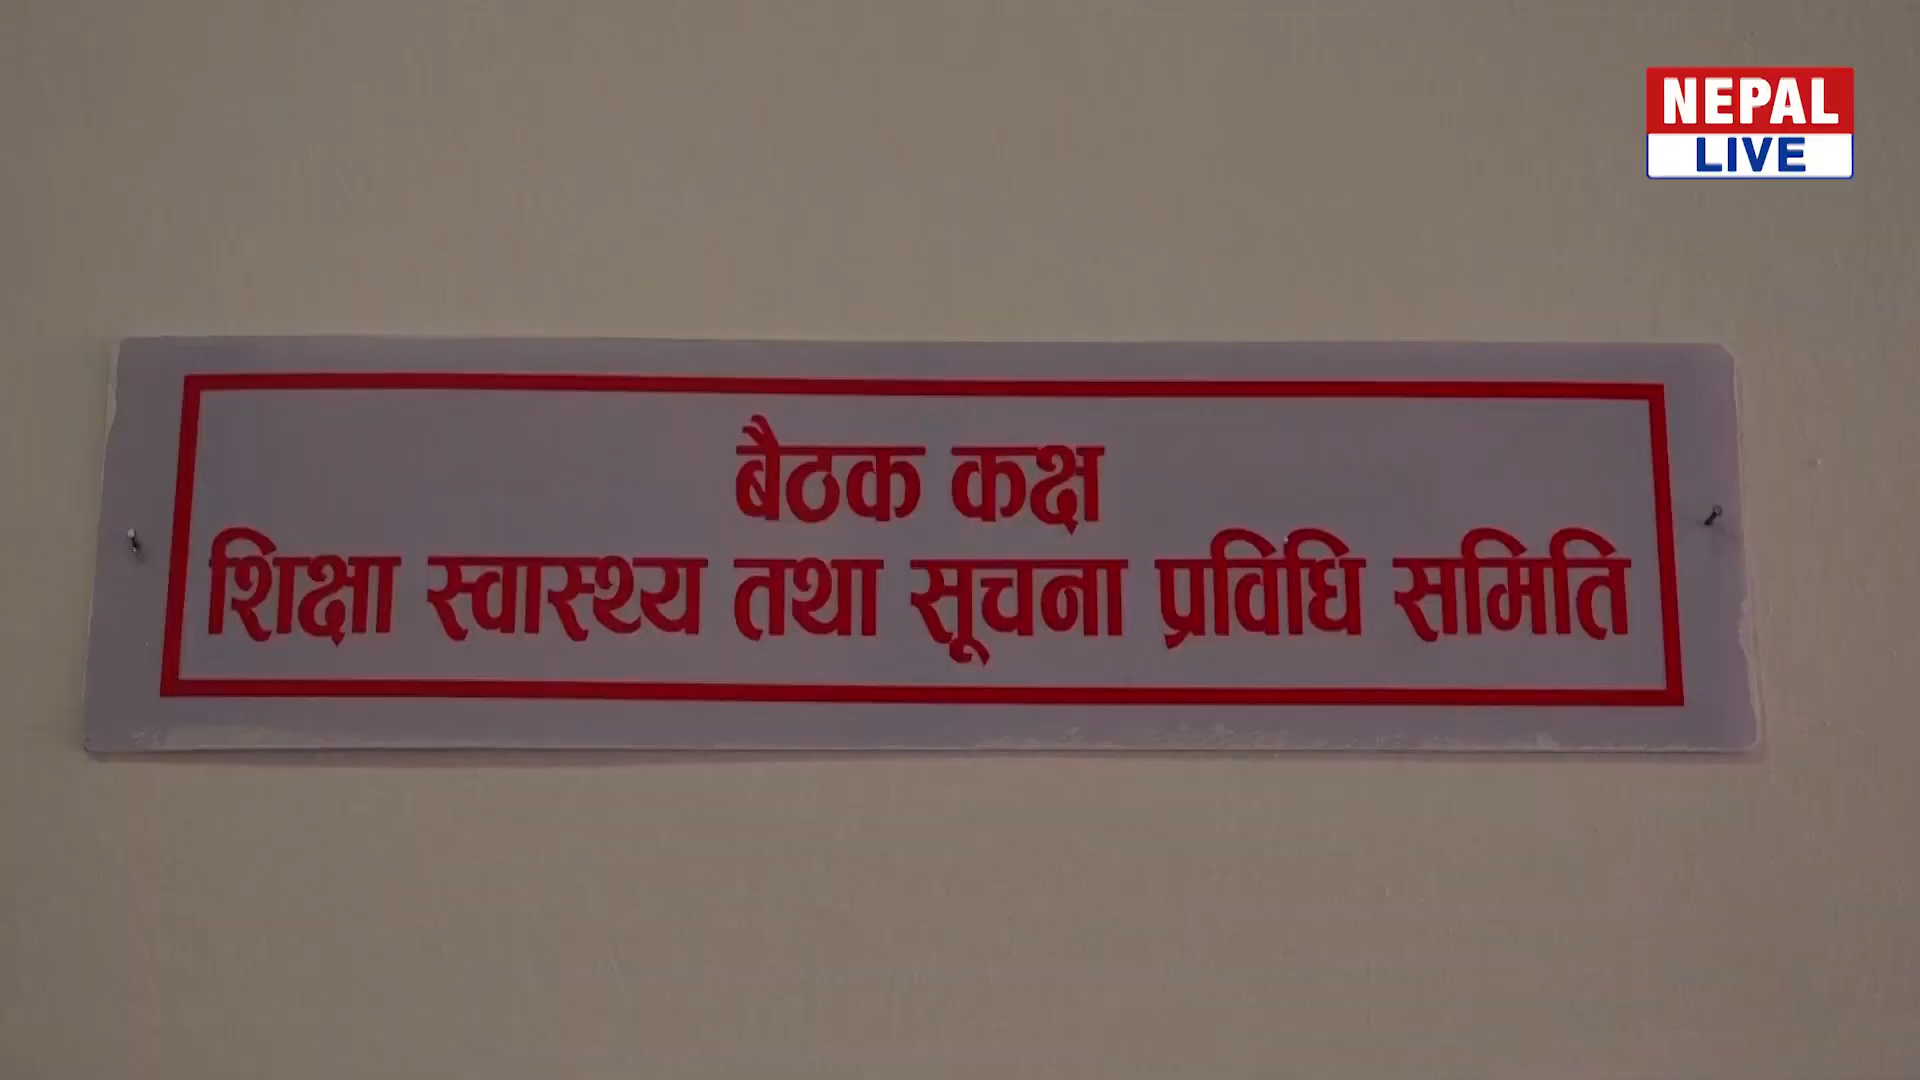 NEPAL
LIVE
बैठक कक्ष
शिक्षा स्वास्थ्य तथा सूचना प्रविधि समिति